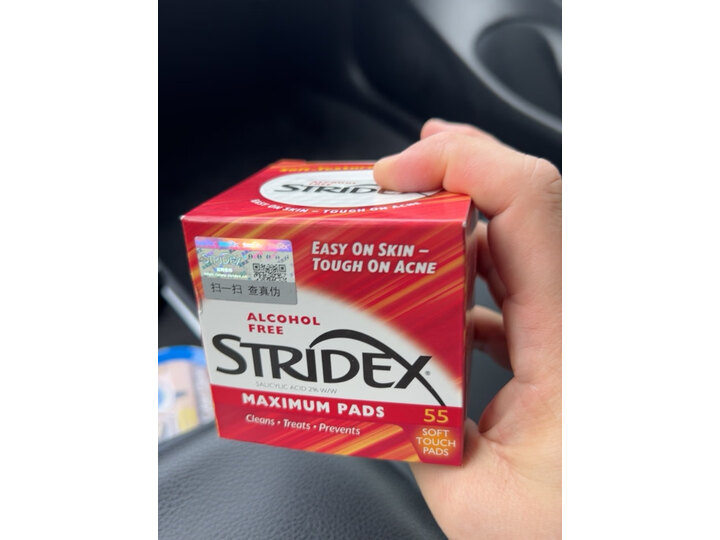 STRIDEX
EASY ON SKIN – TOUGH ON ACNE
STRIDEX
扫一扫 查真伪
EASY ON SKIN –
TOUGH ON ACNE
ALCOHOL
FREE
STRIDEX®
SALICYLIC ACID 2% W/W
MAXIMUM PADS
Cleans • Treats • Prevents
55
SOFT
TOUCH
PADS